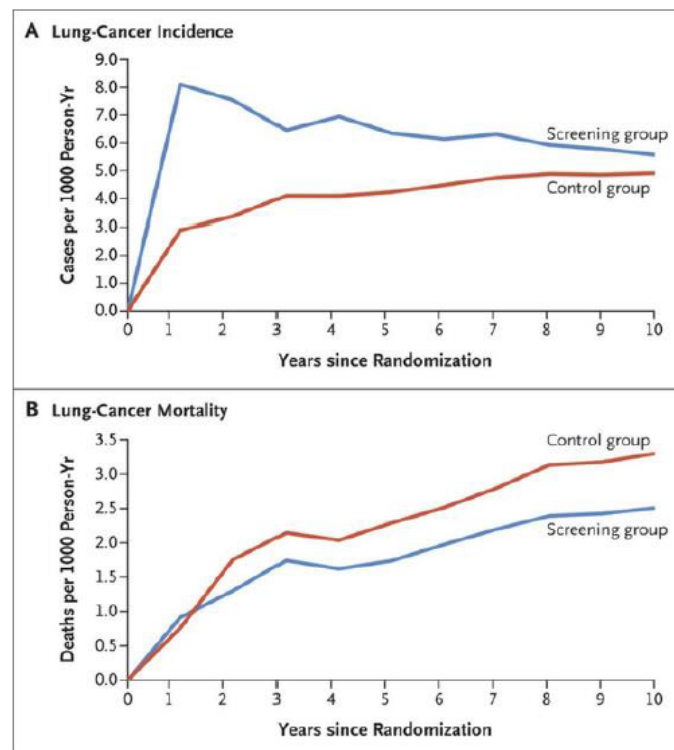 A Lung-Cancer Incidence
9.0
8.0
7.0
6.0
5.0
4.0
3.0
2.0
1.0
0.0
Cases per 1000 Person-Yr
Screening group
Control group
0 1 2 3 4 5 6 7 8 9 10
Years since Randomization
B Lung-Cancer Mortality
3.5
3.0
2.5
2.0
1.5
1.0
0.5
0.0
Deaths per 1000 Person-Yr
Control group
Screening group
0 1 2 3 4 5 6 7 8 9 10
Years since Randomization